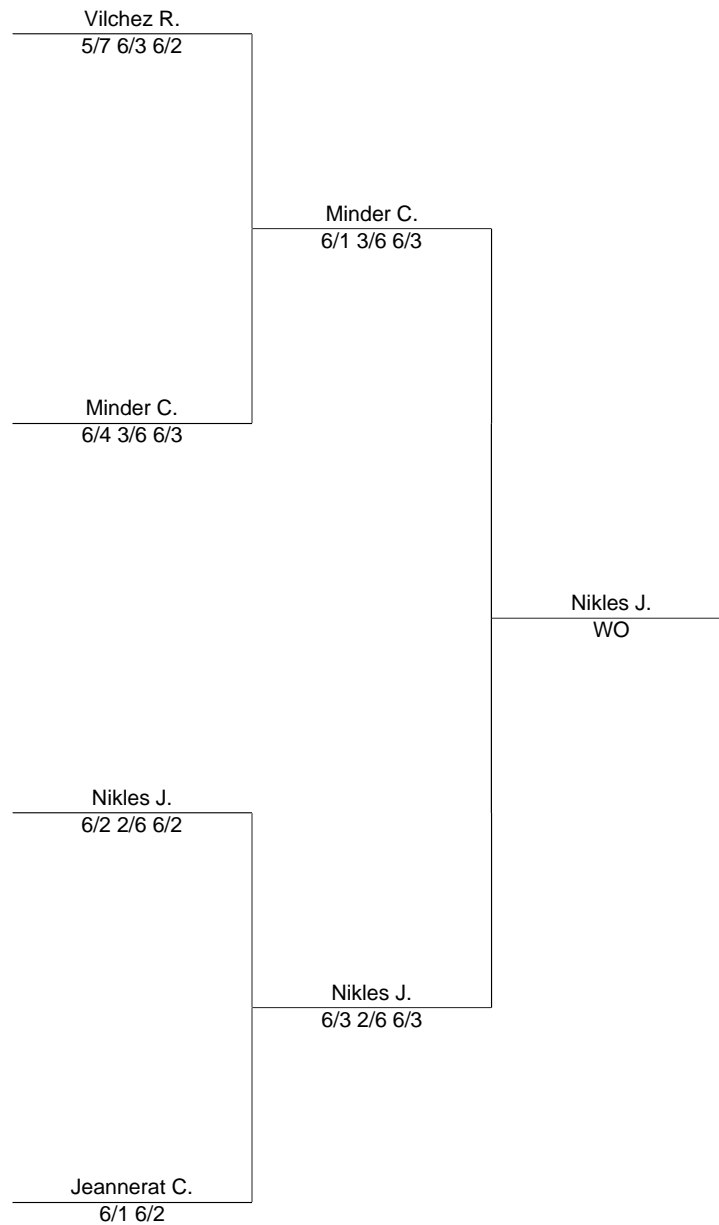 Vilchez R.
5/7 6/3 6/2
Minder C.
6/1 3/6 6/3
Minder C.
6/4 3/6 6/3
Nikles J.
WO
Nikles J.
6/2 2/6 6/2
Nikles J.
6/3 2/6 6/3
Jeannerat C.
6/1 6/2